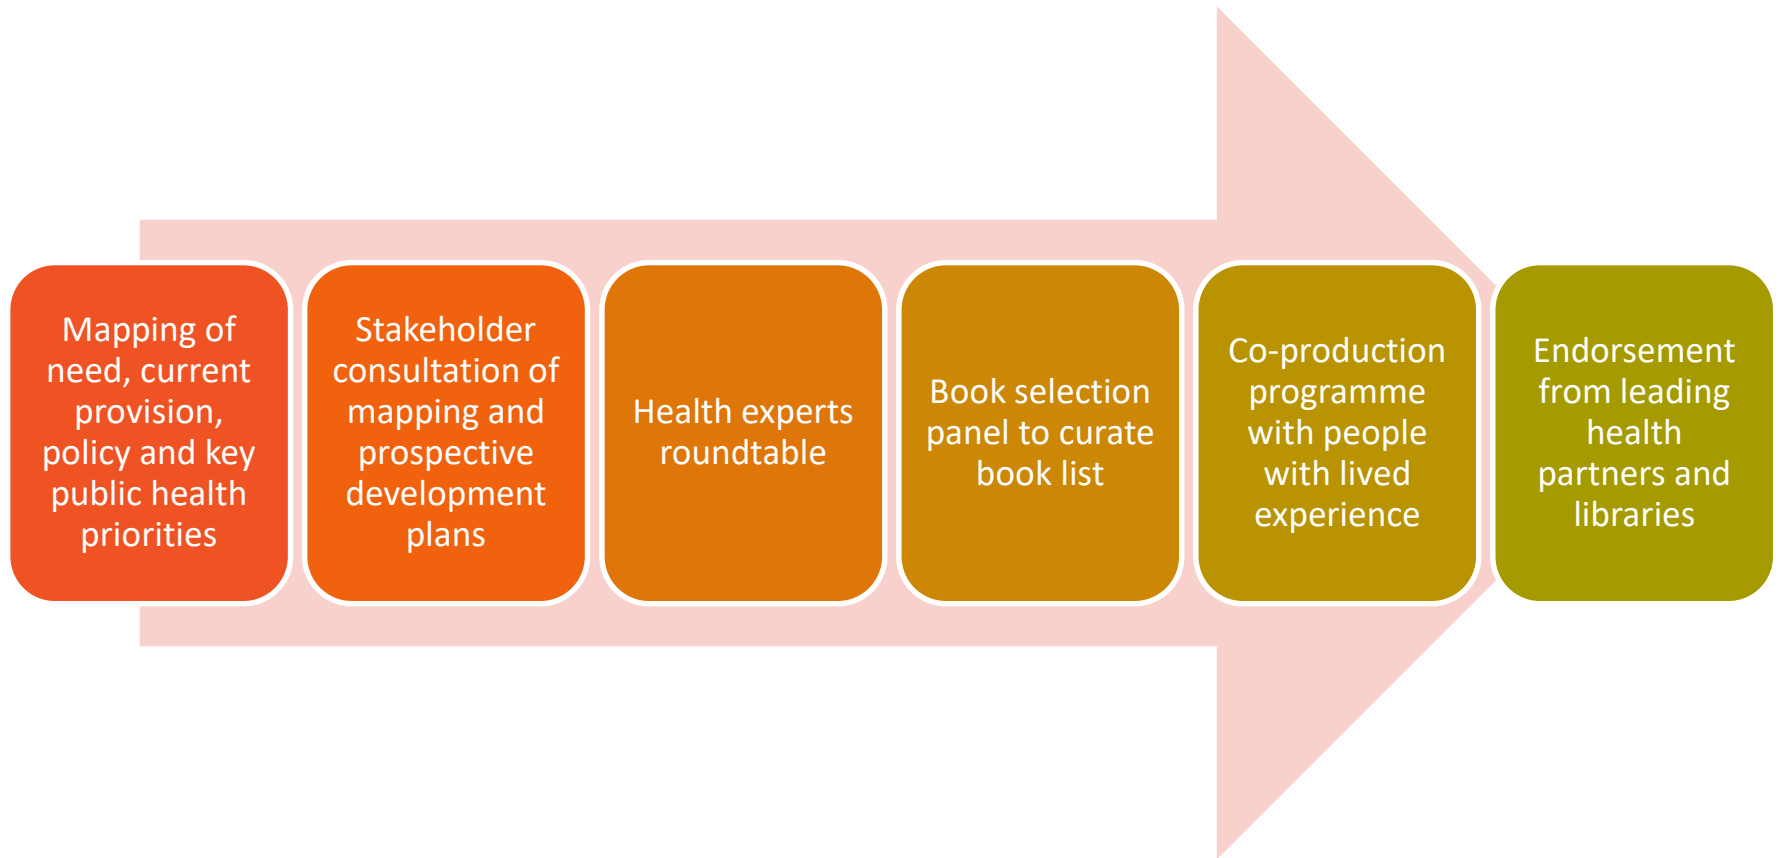 Mapping of
need, current
provision,
policy and key
public health
priorities
Stakeholder
consultation of
mapping and
prospective
development
plans
Health experts
roundtable
Book selection
panel to curate
book list
Co-production
programme
with people
with lived
experience
Endorsement
from leading
health
partners and
libraries